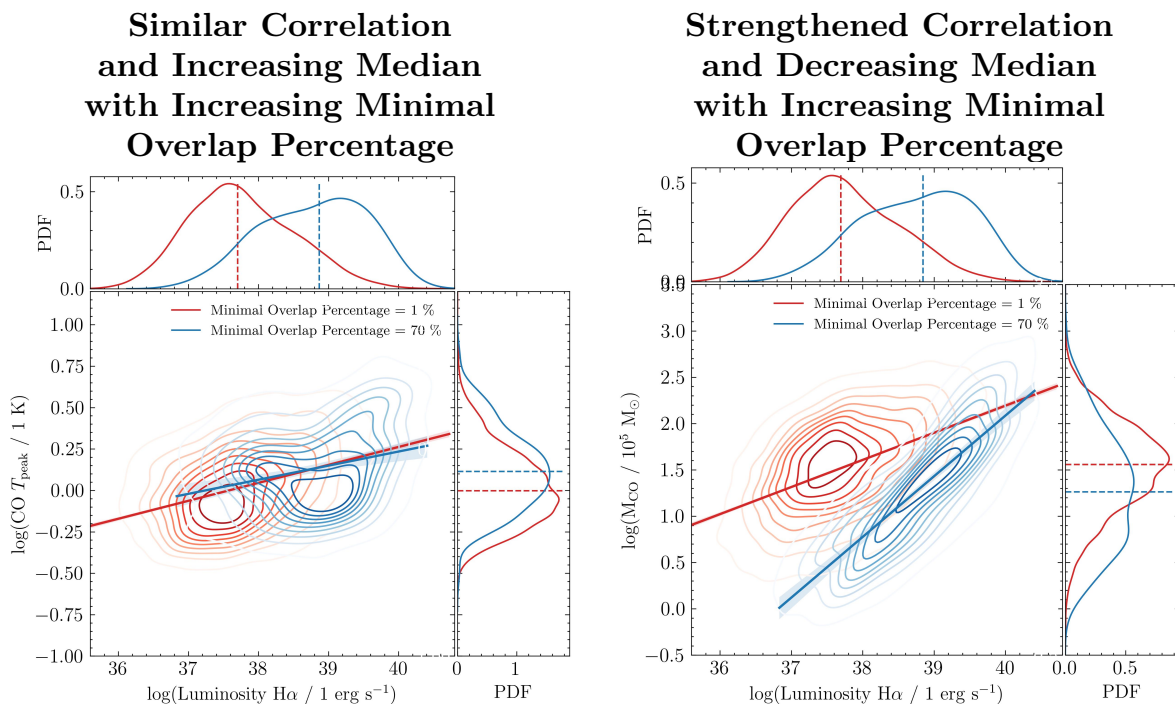 Similar Correlation
and Increasing Median
with Increasing Minimal
Overlap Percentage
0.5
0.0
PDF
Minimal Overlap Percentage = 1 %
Minimal Overlap Percentage = 70 %
1.00
0.75
0.50
0.25
0.00
−0.25
−0.50
−0.75
−1.00
log(CO T_peak / 1 K)
36 37 38 39 40
log(Luminosity Hα / 1 erg s⁻¹)
0 1
PDF
Strengthened Correlation
and Decreasing Median
with Increasing Minimal
Overlap Percentage
0.5
0.0
PDF
Minimal Overlap Percentage = 1 %
Minimal Overlap Percentage = 70 %
3.5
3.0
2.5
2.0
1.5
1.0
0.5
0.0
−0.5
log(M_CO / 10⁵ M_⊙)
36 37 38 39 40
log(Luminosity Hα / 1 erg s⁻¹)
0.0 0.5
PDF